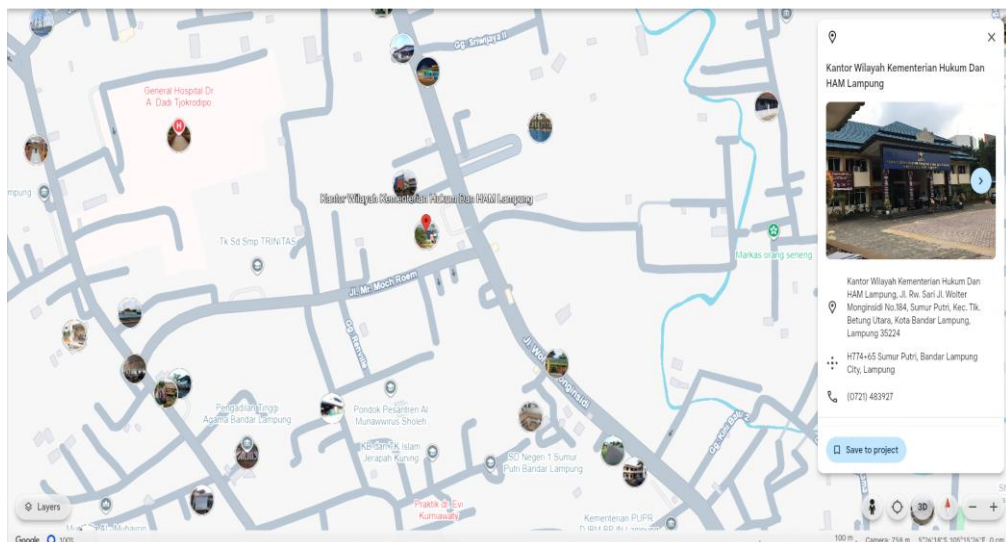 Gg. Sriwijaya II
General Hospital Dr
A. Dadi Tjokrodipo
H
mpung
Kantor Wilayah Kementerian Hukum Dan HAM Lampung
Tk Sd Smp TRINITAS
Markas orang seneng
Jl. Mr. Moch Roem
Gg. Renvile
Jl. Wolter Monginsidi
Pengadilan Tinggi
Agama Bandar Lampung
Pondok Pesantren Al
Munawwirus Sholeh
KB dan TK Islam
Jerapah Kuning
SD Negeri 1 Sumur
Putri Bandar Lampung
Praktik dr. Evi
Kurniawaty
Kementerian PUPR
Layers
Google
100%
Kantor Wilayah Kementerian Hukum Dan
HAM Lampung
Kantor Wilayah Kementerian Hukum Dan
HAM Lampung, Jl. Rw. Sari Jl. Wolter
Monginsidi No.184, Sumur Putri, Kec. Tlk.
Betung Utara, Kota Bandar Lampung,
Lampung 35224
H774+65 Sumur Putri, Bandar Lampung
City, Lampung
(0721) 483927
Save to project
3D
100 m
Camera: 756 m